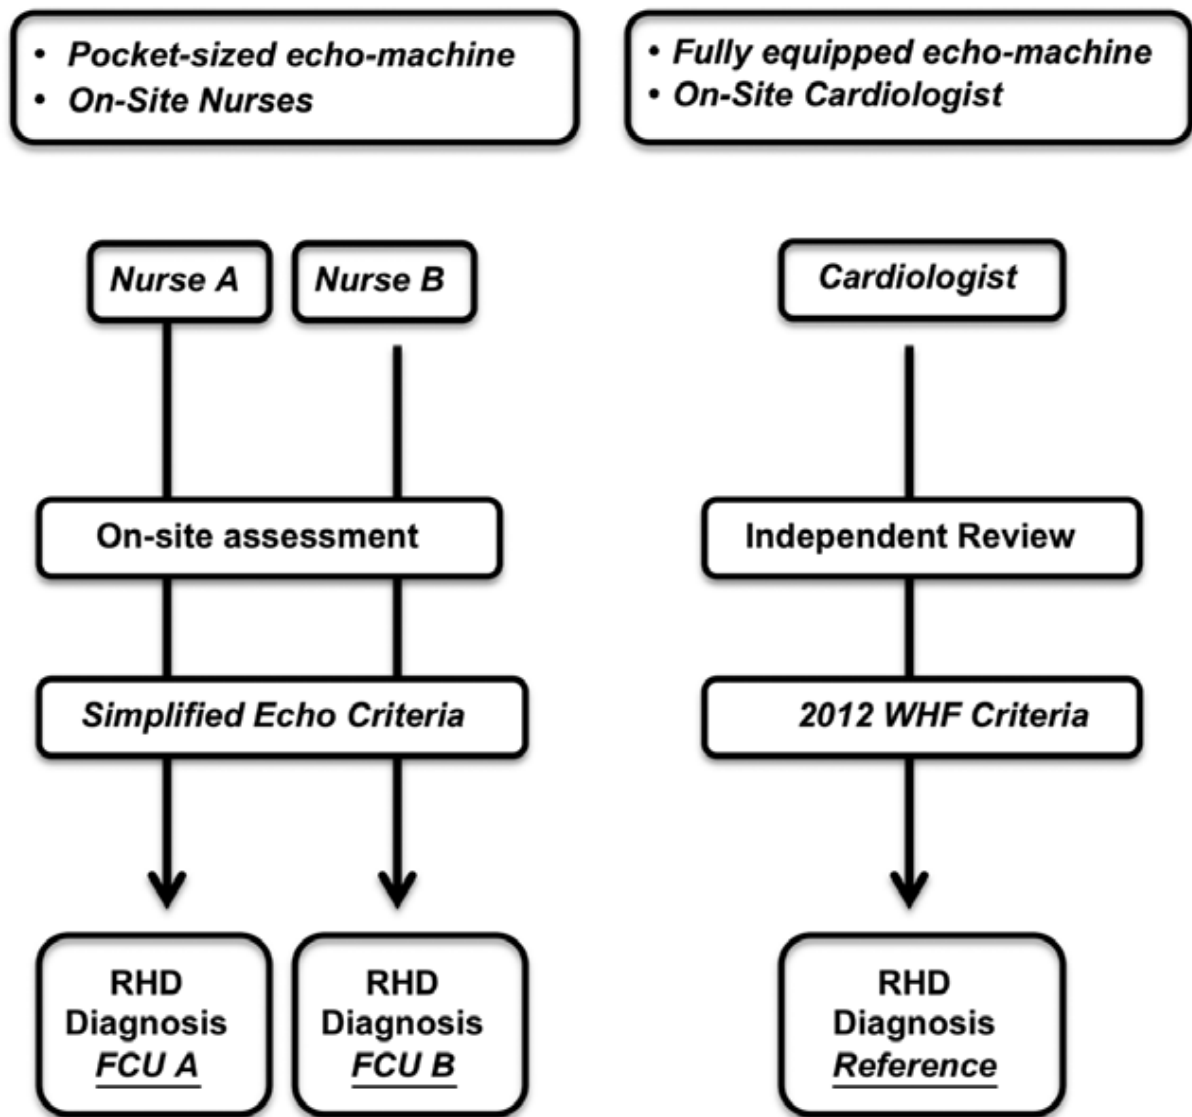 • Pocket-sized echo-machine
• On-Site Nurses
• Fully equipped echo-machine
• On-Site Cardiologist
Nurse A
Nurse B
Cardiologist
On-site assessment
Independent Review
Simplified Echo Criteria
2012 WHF Criteria
RHD
Diagnosis
FCU A
RHD
Diagnosis
FCU B
RHD
Diagnosis
Reference